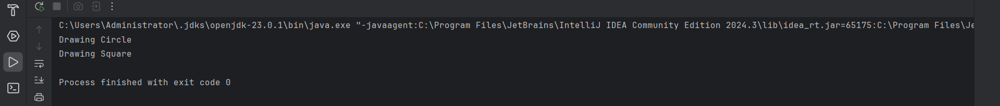 C:\Users\Administrator\.jdks\openjdk-23.0.1\bin\java.exe "-javaagent:C:\Program Files\JetBrains\IntelliJ IDEA Community Edition 2024.3\lib\idea_rt.jar=65175:C:\Program Files\Je
Drawing Circle
Drawing Square
Process finished with exit code 0